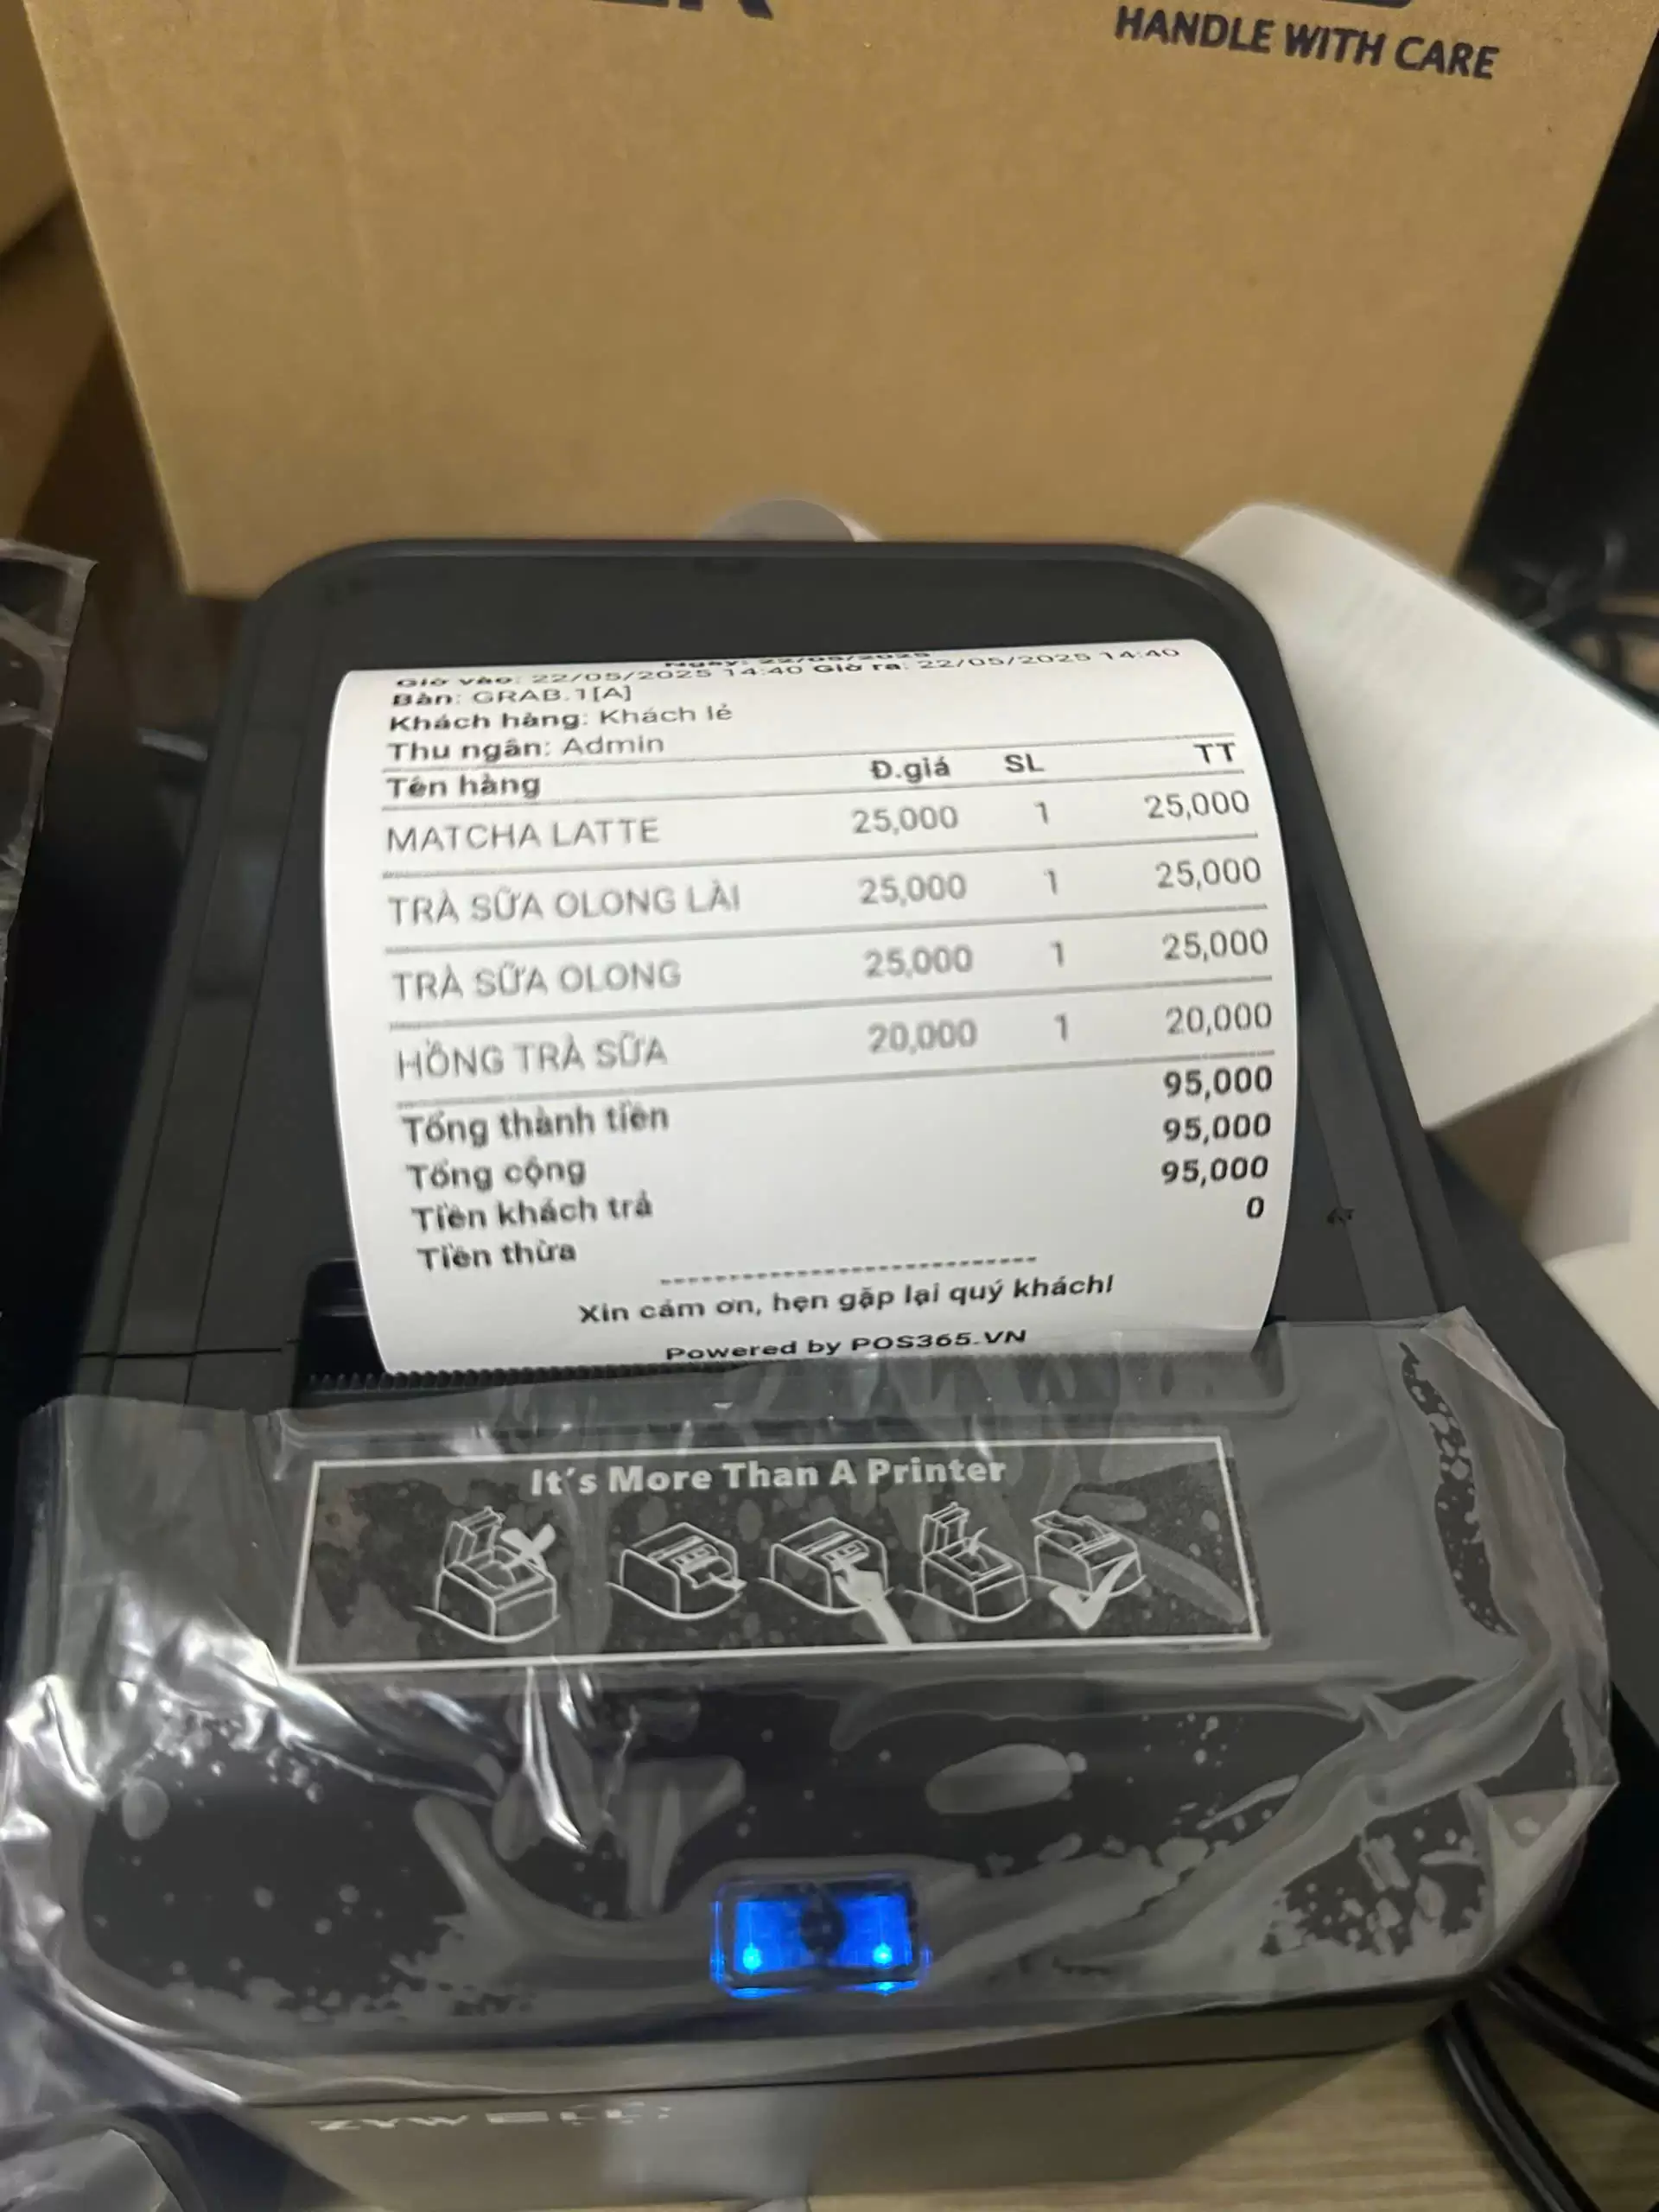 HANDLE WITH CARE
Ngày: 22/05/2025
Giờ vào: 22/05/2025 14:40 Giờ ra: 22/05/2025 14:40
Bàn: GRAB.1[A]
Khách hàng: Khách lẻ
Thu ngân: Admin
Tên hàng Đ.giá SL TT
MATCHA LATTE 25,000 1 25,000
TRÀ SỮA OLONG LÀI 25,000 1 25,000
TRÀ SỮA OLONG 25,000 1 25,000
HỒNG TRÀ SỮA 20,000 1 20,000
Tổng thành tiền 95,000
Tổng cộng 95,000
Tiền khách trả 95,000
Tiền thừa 0
Xin cảm ơn, hẹn gặp lại quý khách!
Powered by POS365.VN
It's More Than A Printer